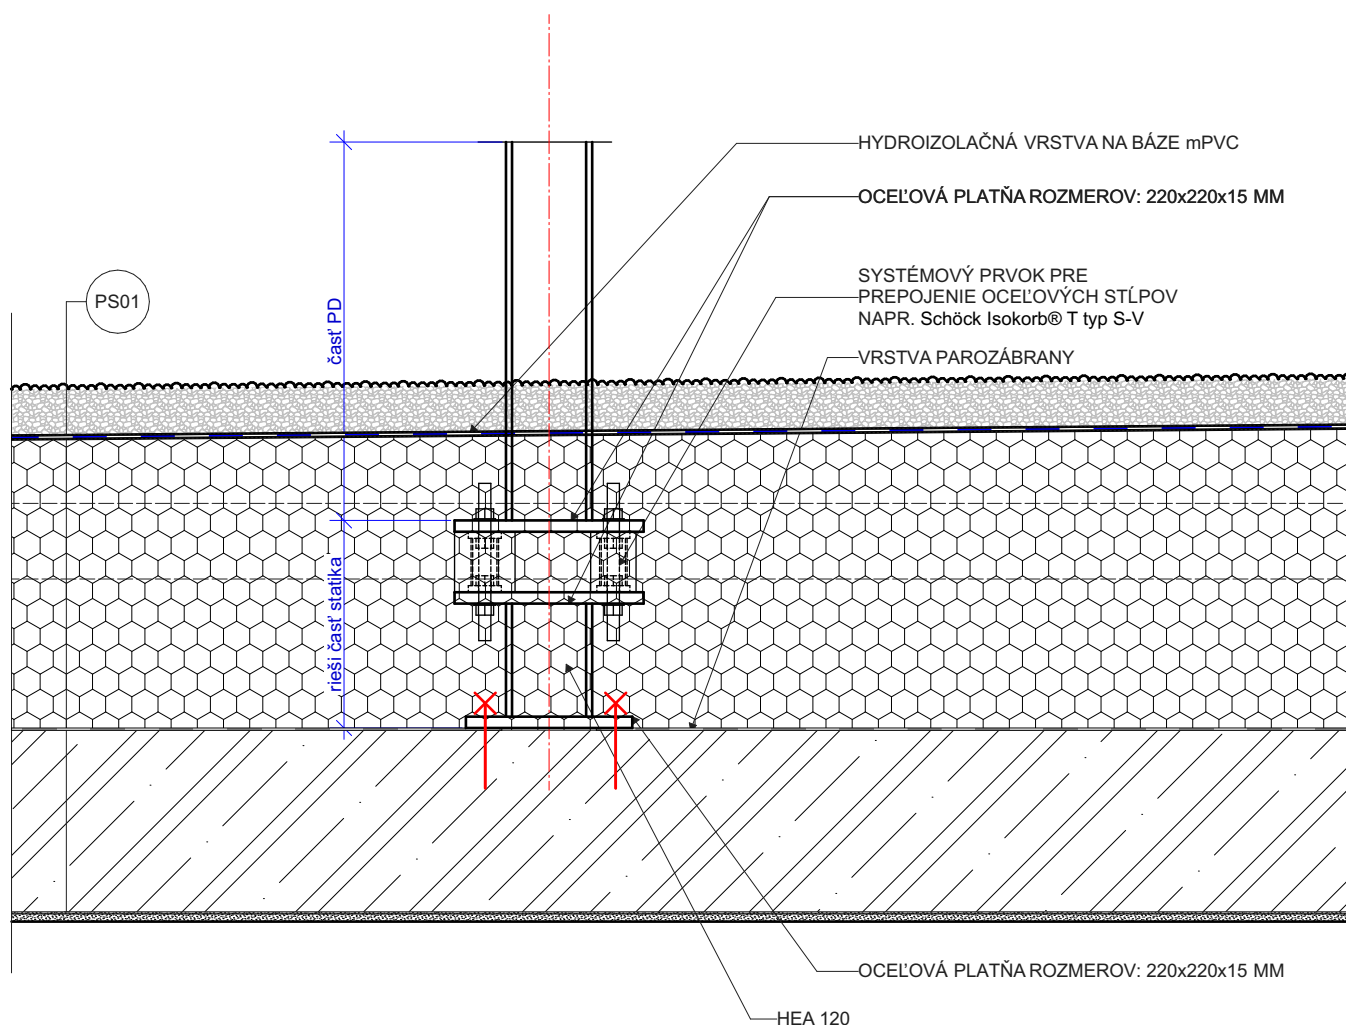 HYDROIZOLAČNÁ VRSTVA NA BÁZE mPVC
OCEĽOVÁ PLATŇA ROZMEROV: 220x220x15 MM
SYSTÉMOVÝ PRVOK PRE
PREPOJENIE OCEĽOVÝCH STĹPOV
NAPR. Schöck Isokorb® T typ S-V
VRSTVA PAROZÁBRANY
PS01
časť PD
rieši časť statika
OCEĽOVÁ PLATŇA ROZMEROV: 220x220x15 MM
HEA 120